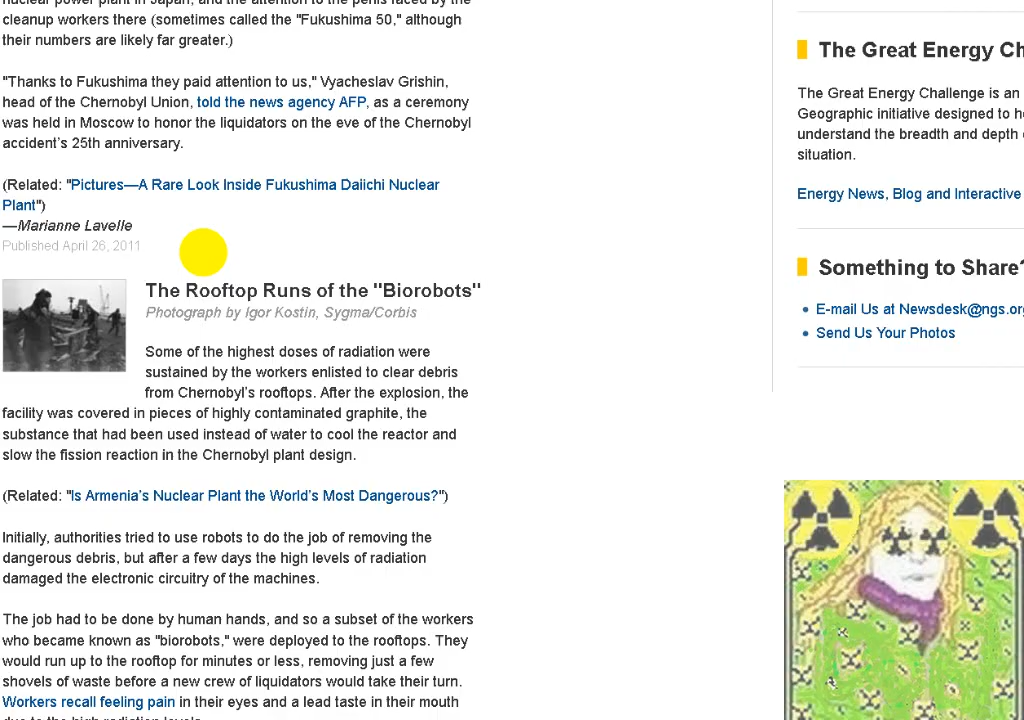 nuclear power plant in Japan, and the attention to the perils faced by the
cleanup workers there (sometimes called the "Fukushima 50," although
their numbers are likely far greater.)
"Thanks to Fukushima they paid attention to us," Vyacheslav Grishin,
head of the Chernobyl Union, told the news agency AFP, as a ceremony
was held in Moscow to honor the liquidators on the eve of the Chernobyl
accident's 25th anniversary.
(Related: "Pictures—A Rare Look Inside Fukushima Daiichi Nuclear
Plant")
—Marianne Lavelle
Published April 26, 2011
The Rooftop Runs of the "Biorobots"
Photograph by Igor Kostin, Sygma/Corbis
Some of the highest doses of radiation were
sustained by the workers enlisted to clear debris
from Chernobyl's rooftops. After the explosion, the
facility was covered in pieces of highly contaminated graphite, the
substance that had been used instead of water to cool the reactor and
slow the fission reaction in the Chernobyl plant design.
(Related: "Is Armenia's Nuclear Plant the World's Most Dangerous?")
Initially, authorities tried to use robots to do the job of removing the
dangerous debris, but after a few days the high levels of radiation
damaged the electronic circuitry of the machines.
The job had to be done by human hands, and so a subset of the workers
who became known as "biorobots," were deployed to the rooftops. They
would run up to the rooftop for minutes or less, removing just a few
shovels of waste before a new crew of liquidators would take their turn.
Workers recall feeling pain in their eyes and a lead taste in their mouth
due to the high radiation levels.
The Great Energy Ch
The Great Energy Challenge is an
Geographic initiative designed to he
understand the breadth and depth
situation.
Energy News, Blog and Interactive
Something to Share?
E-mail Us at Newsdesk@ngs.org
Send Us Your Photos